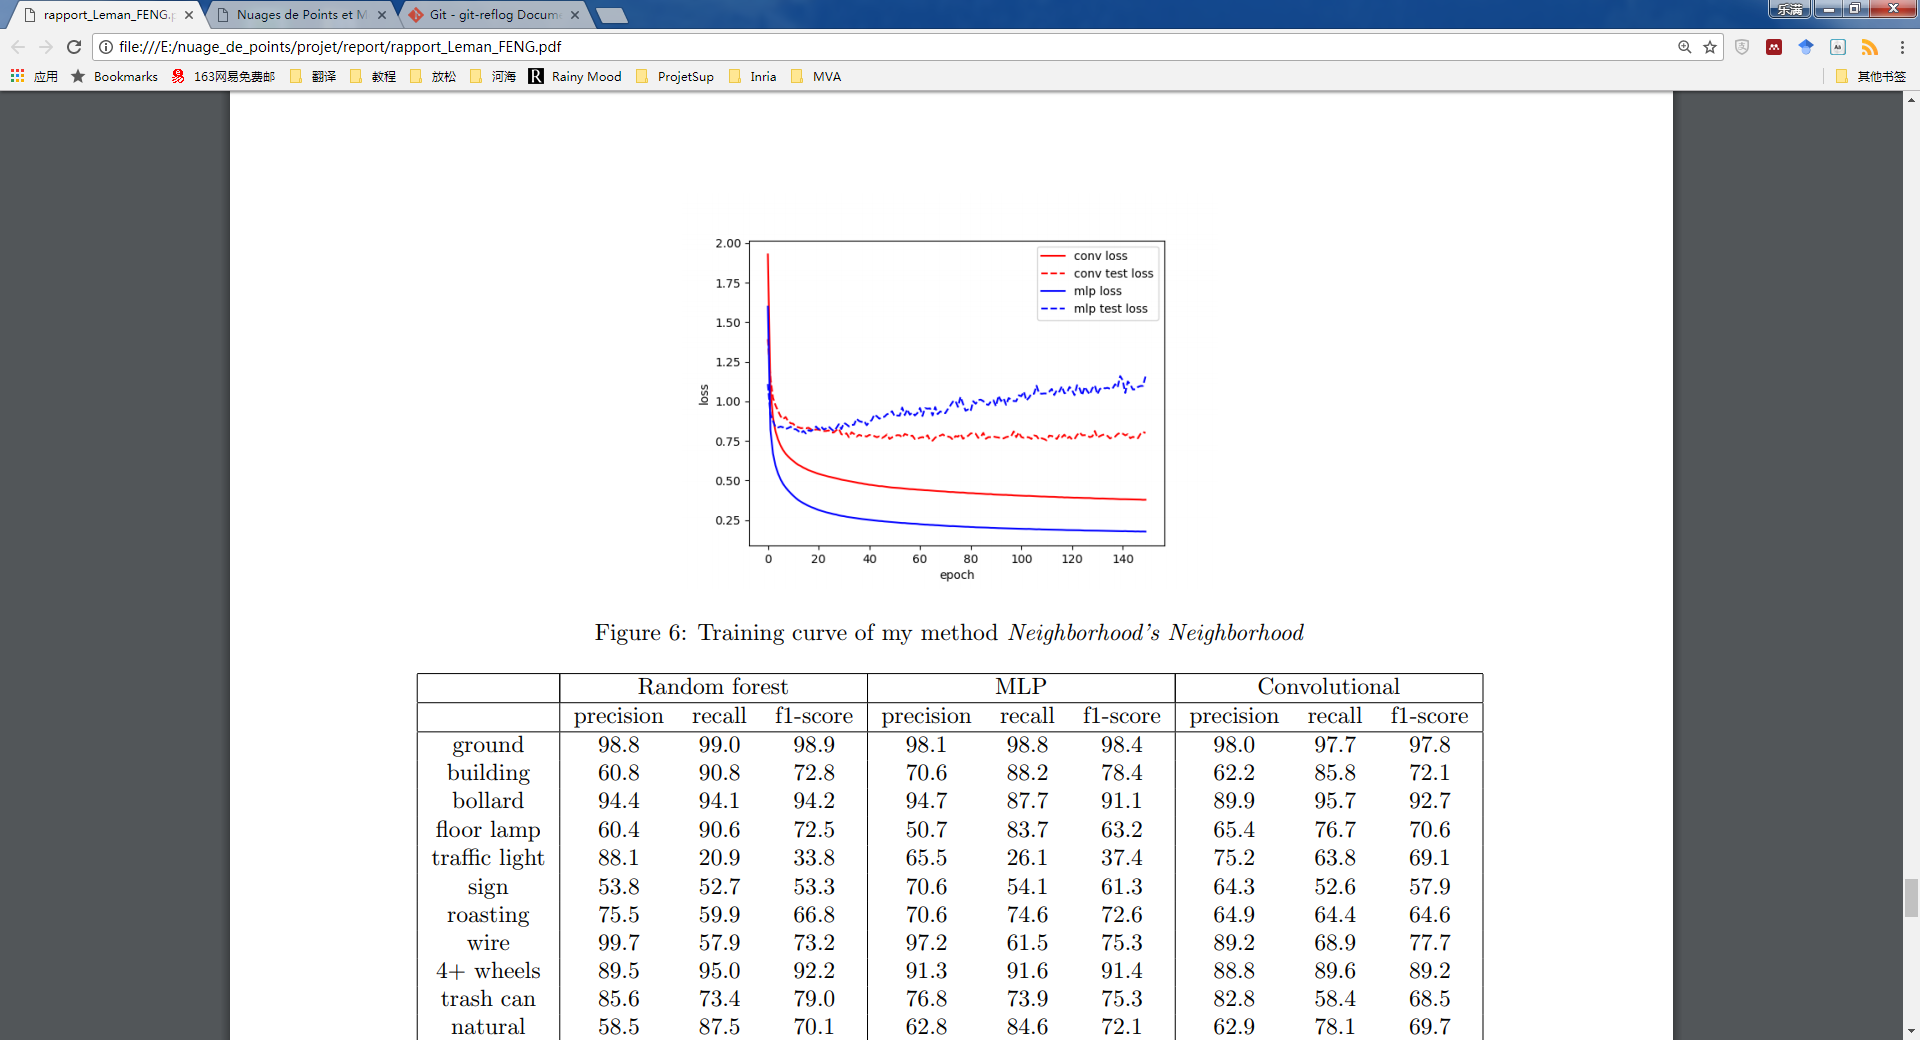 rapport_Leman_FENG.p
Nuages de Points et M
Git - git-reflog Docume
乐满
file:///E:/nuage_de_points/projet/report/rapport_Leman_FENG.pdf
应用 Bookmarks 163网易免费邮 翻译 教程 放松 河海 R Rainy Mood ProjetSup Inria MVA 其他书签
2.00
1.75
1.50
1.25
1.00
0.75
0.50
0.25
loss
conv loss
conv test loss
mlp loss
mlp test loss
0 20 40 60 80 100 120 140
epoch
Figure 6: Training curve of my method Neighborhood's Neighborhood
Random forest MLP Convolutional
precision recall f1-score precision recall f1-score precision recall f1-score
ground 98.8 99.0 98.9 98.1 98.8 98.4 98.0 97.7 97.8
building 60.8 90.8 72.8 70.6 88.2 78.4 62.2 85.8 72.1
bollard 94.4 94.1 94.2 94.7 87.7 91.1 89.9 95.7 92.7
floor lamp 60.4 90.6 72.5 50.7 83.7 63.2 65.4 76.7 70.6
traffic light 88.1 20.9 33.8 65.5 26.1 37.4 75.2 63.8 69.1
sign 53.8 52.7 53.3 70.6 54.1 61.3 64.3 52.6 57.9
roasting 75.5 59.9 66.8 70.6 74.6 72.6 64.9 64.4 64.6
wire 99.7 57.9 73.2 97.2 61.5 75.3 89.2 68.9 77.7
4+ wheels 89.5 95.0 92.2 91.3 91.6 91.4 88.8 89.6 89.2
trash can 85.6 73.4 79.0 76.8 73.9 75.3 82.8 58.4 68.5
natural 58.5 87.5 70.1 62.8 84.6 72.1 62.9 78.1 69.7